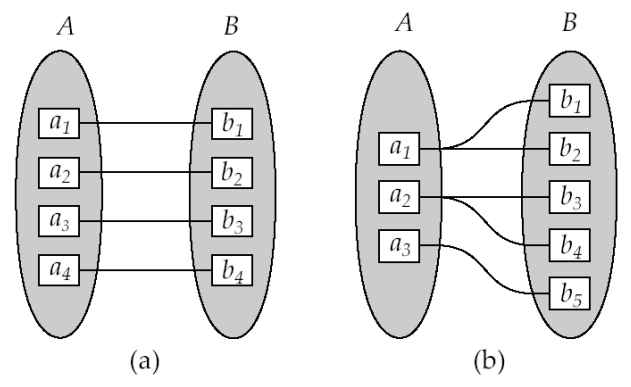 A B
a1 b1
a2 b2
a3 b3
a4 b4
(a)
A B
b1
a1 b2
a2 b3
a3 b4
b5
(b)